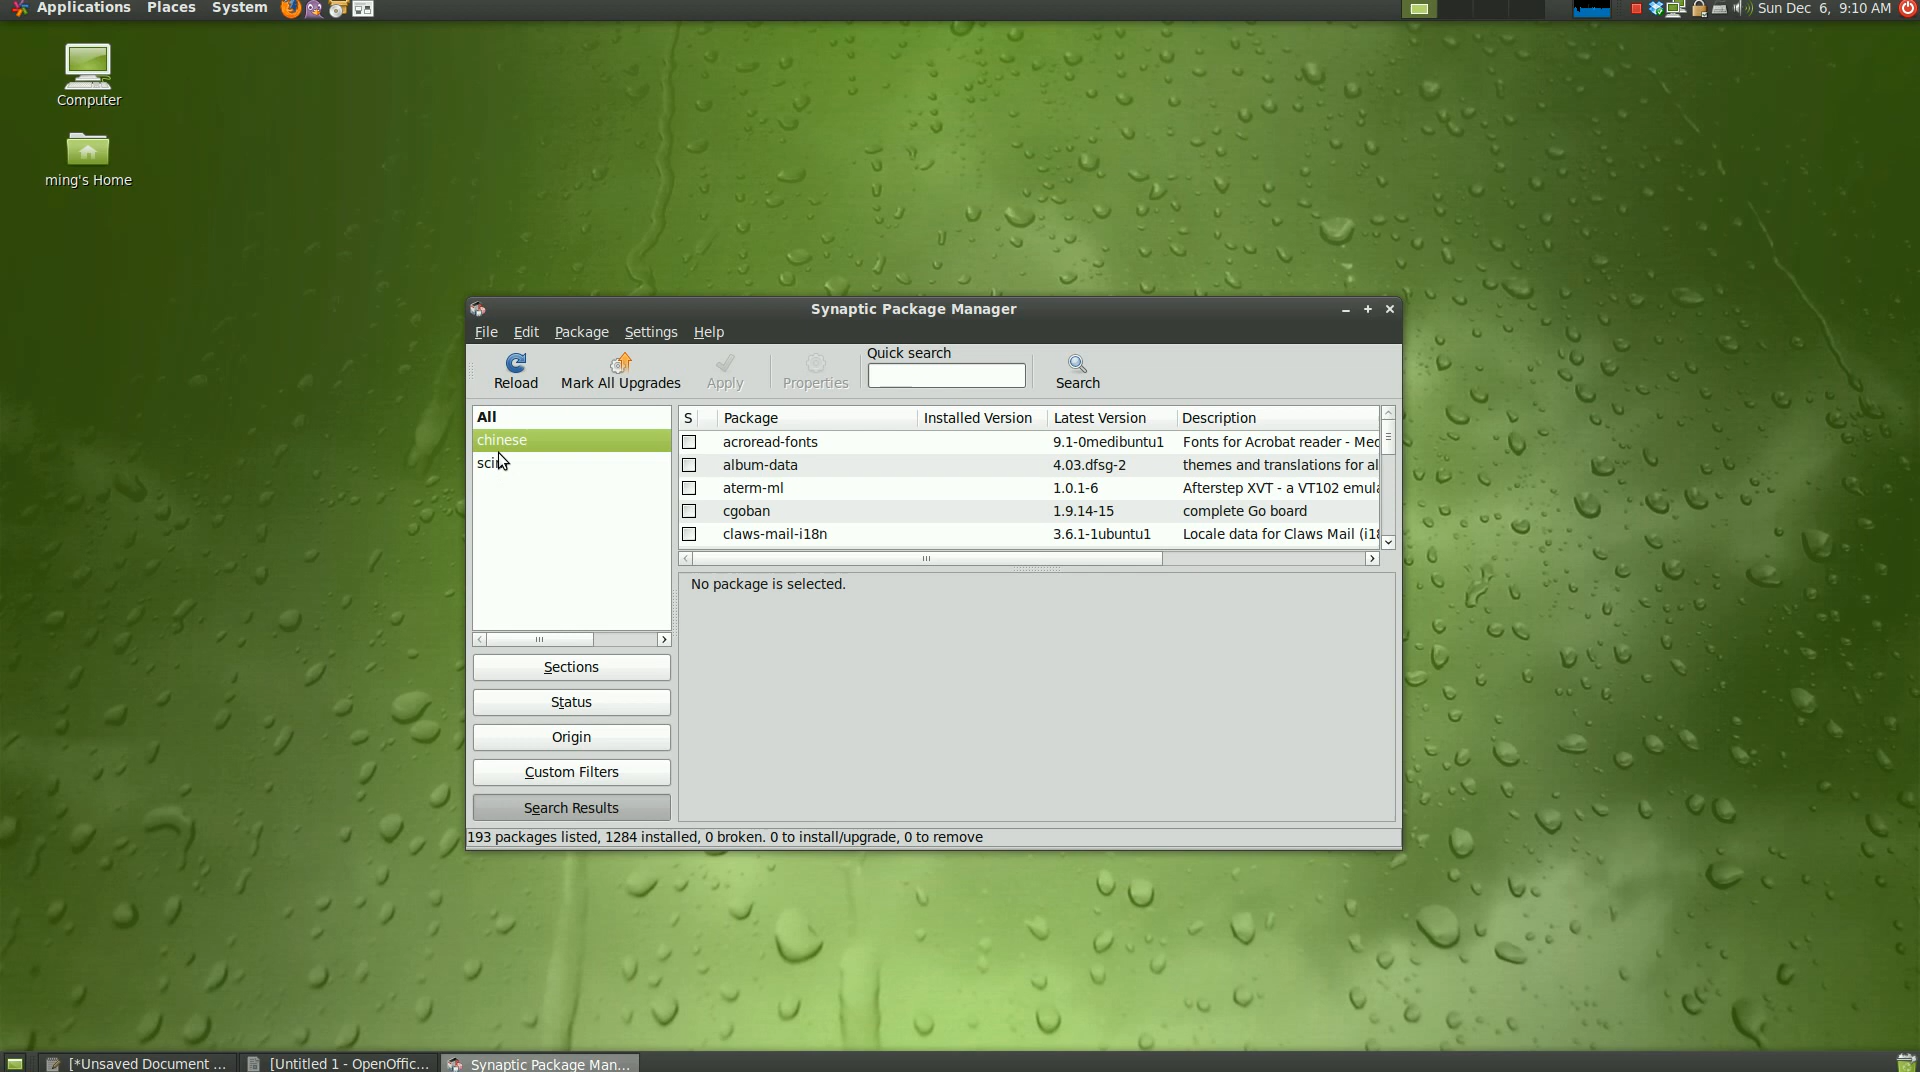 Applications Places System
Sun Dec 6, 9:10 AM
Computer
ming's Home
Synaptic Package Manager
File Edit Package Settings Help
Reload
Mark All Upgrades
Apply
Properties
Quick search
Search
All
chinese
S Package Installed Version Latest Version Description
acroread-fonts 9.1-0medibuntu1 Fonts for Acrobat reader - Med
album-data 4.03.dfsg-2 themes and translations for al
aterm-ml 1.0.1-6 Afterstep XVT - a VT102 emula
cgoban 1.9.14-15 complete Go board
claws-mail-i18n 3.6.1-1ubuntu1 Locale data for Claws Mail (i18
No package is selected.
Sections
Status
Origin
Custom Filters
Search Results
193 packages listed, 1284 installed, 0 broken. 0 to install/upgrade, 0 to remove
[*Unsaved Document ...
[Untitled 1 - OpenOffic...
Synaptic Package Man...